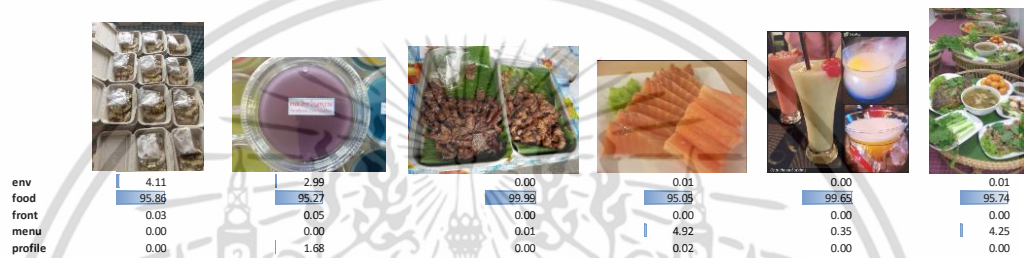 env 4.11 2.99 0.00 0.01 0.00 0.01
food 95.86 95.27 99.99 95.05 99.65 95.74
front 0.03 0.05 0.00 0.00 0.00 0.00
menu 0.00 0.00 0.01 4.92 0.35 4.25
profile 0.00 1.68 0.00 0.02 0.00 0.00